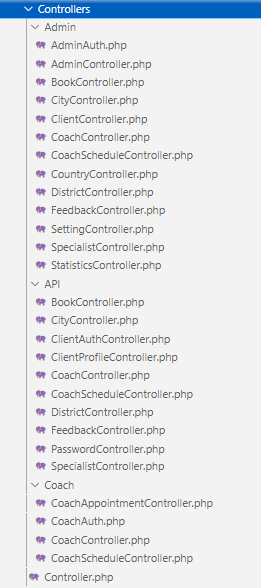 Controllers
Admin
AdminAuth.php
AdminController.php
BookController.php
CityController.php
ClientController.php
CoachController.php
CoachScheduleController.php
CountryController.php
DistrictController.php
FeedbackController.php
SettingController.php
SpecialistController.php
StatisticsController.php
API
BookController.php
CityController.php
ClientAuthController.php
ClientProfileController.php
CoachController.php
CoachScheduleController.php
DistrictController.php
FeedbackController.php
PasswordController.php
SpecialistController.php
Coach
CoachAppointmentController.php
CoachAuth.php
CoachController.php
CoachScheduleController.php
Controller.php